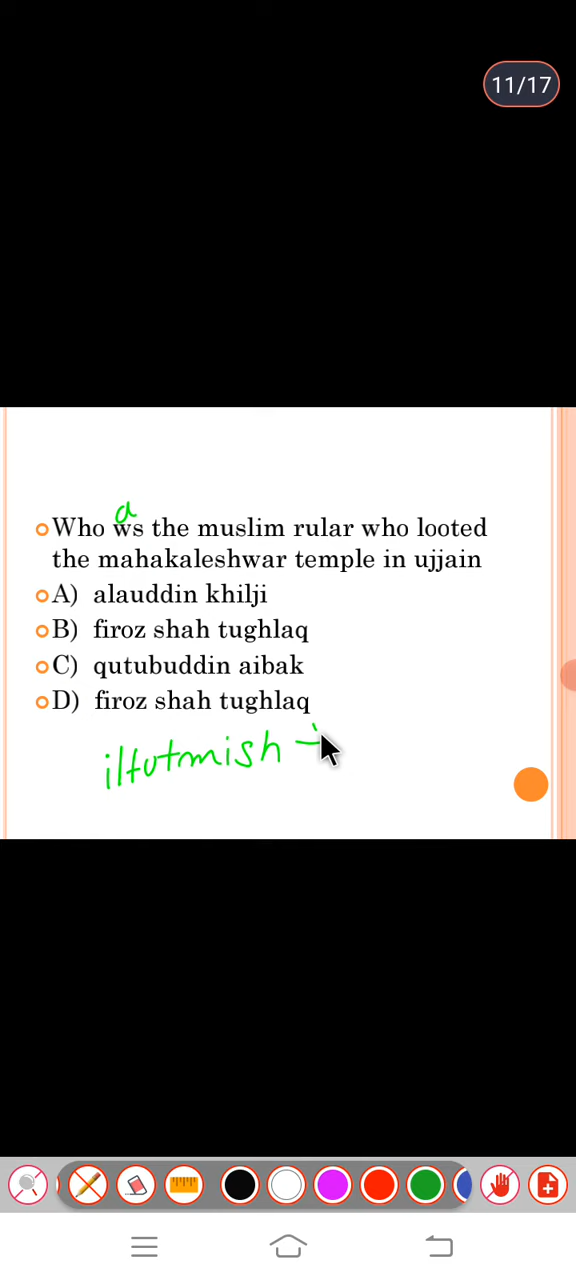 11/17
a
Who ws the muslim rular who looted
the mahakaleshwar temple in ujjain
A) alauddin khilji
B) firoz shah tughlaq
C) qutubuddin aibak
D) firoz shah tughlaq
iltutmish